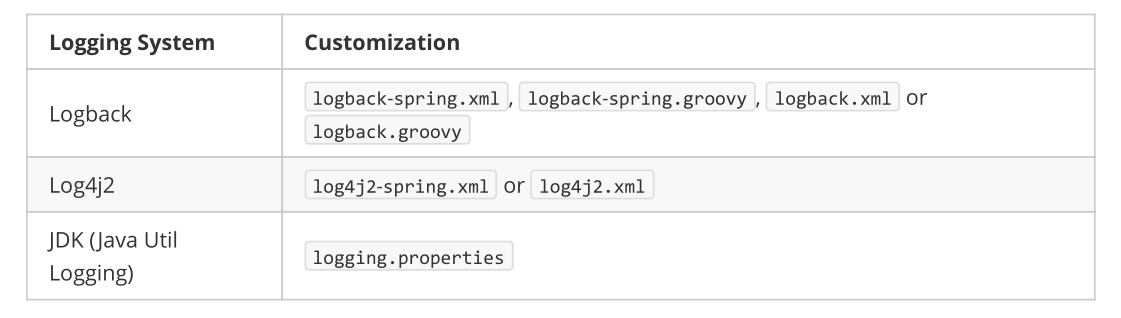 Logging System Customization
Logback
logback-spring.xml, logback-spring.groovy, logback.xml or
logback.groovy
Log4j2 log4j2-spring.xml or log4j2.xml
JDK (Java Util
Logging)
logging.properties